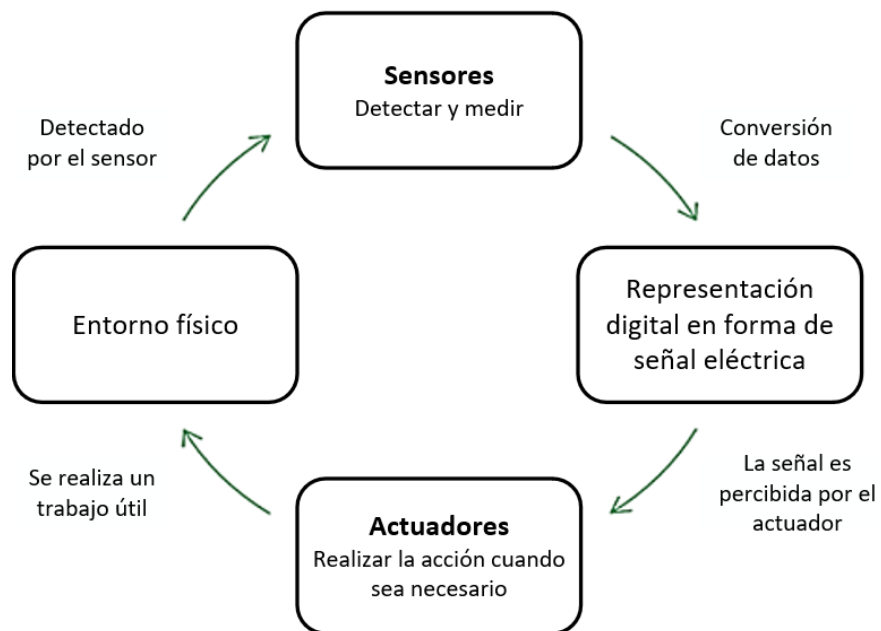 Sensores
Detectar y medir
Detectado
por el sensor
Conversión
de datos
Entorno físico
Representación
digital en forma de
señal eléctrica
Se realiza un
trabajo útil
La señal es
percibida por el
actuador
Actuadores
Realizar la acción cuando
sea necesario